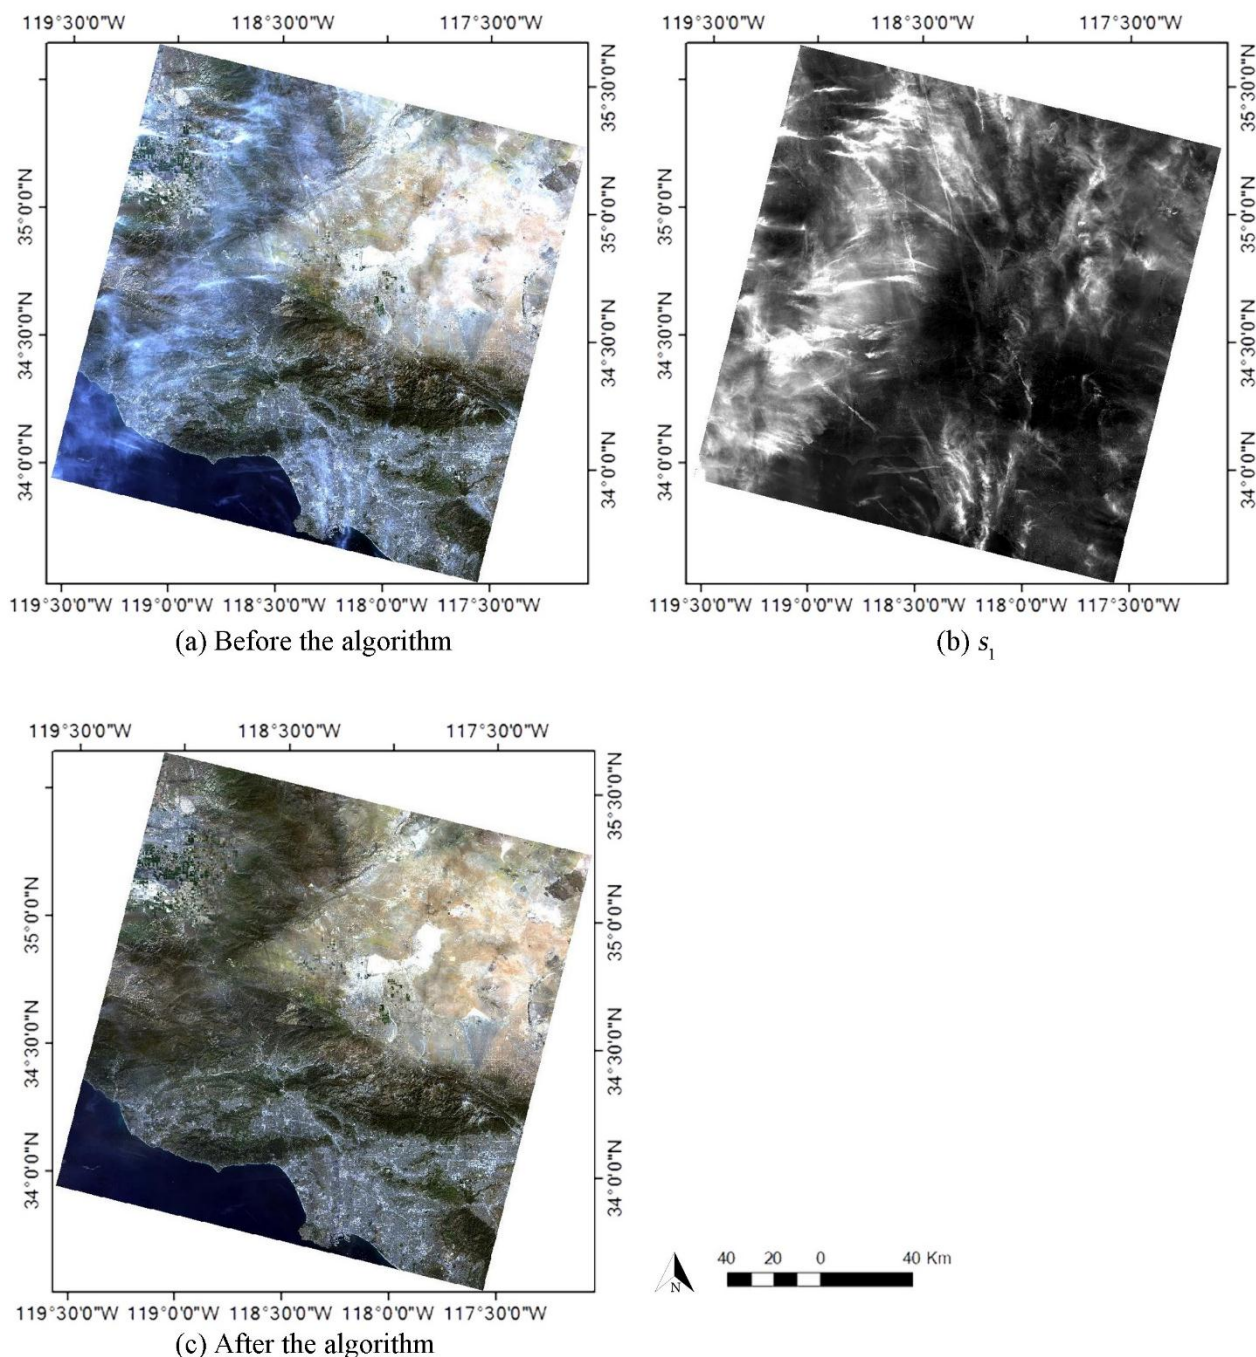 119°30'0"W 118°30'0"W 117°30'0"W
119°30'0"W 118°30'0"W 117°30'0"W
35°30'0"N
35°0'0"N
34°30'0"N
34°0'0"N
35°0'0"N
34°30'0"N
34°0'0"N
35°30'0"N
35°0'0"N
34°30'0"N
34°0'0"N
35°0'0"N
34°30'0"N
34°0'0"N
119°30'0"W 119°0'0"W 118°30'0"W 118°0'0"W 117°30'0"W
119°30'0"W 119°0'0"W 118°30'0"W 118°0'0"W 117°30'0"W
(a) Before the algorithm
(b) s₁
119°30'0"W 118°30'0"W 117°30'0"W
35°30'0"N
35°0'0"N
34°30'0"N
34°0'0"N
35°0'0"N
34°30'0"N
34°0'0"N
119°30'0"W 119°0'0"W 118°30'0"W 118°0'0"W 117°30'0"W
(c) After the algorithm
N
40 20 0 40 Km